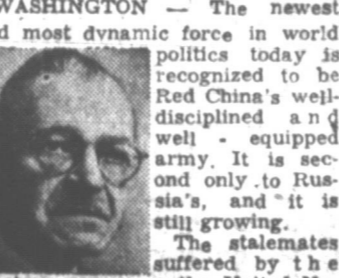 WASHINGTON — The newest
d most dynamic force in world
politics today is
recognized to be
Red China's well-
disciplined and
well - equipped
army. It is sec-
ond only to Rus-
sia's, and it is
still growing.
The stalemates
suffered by the